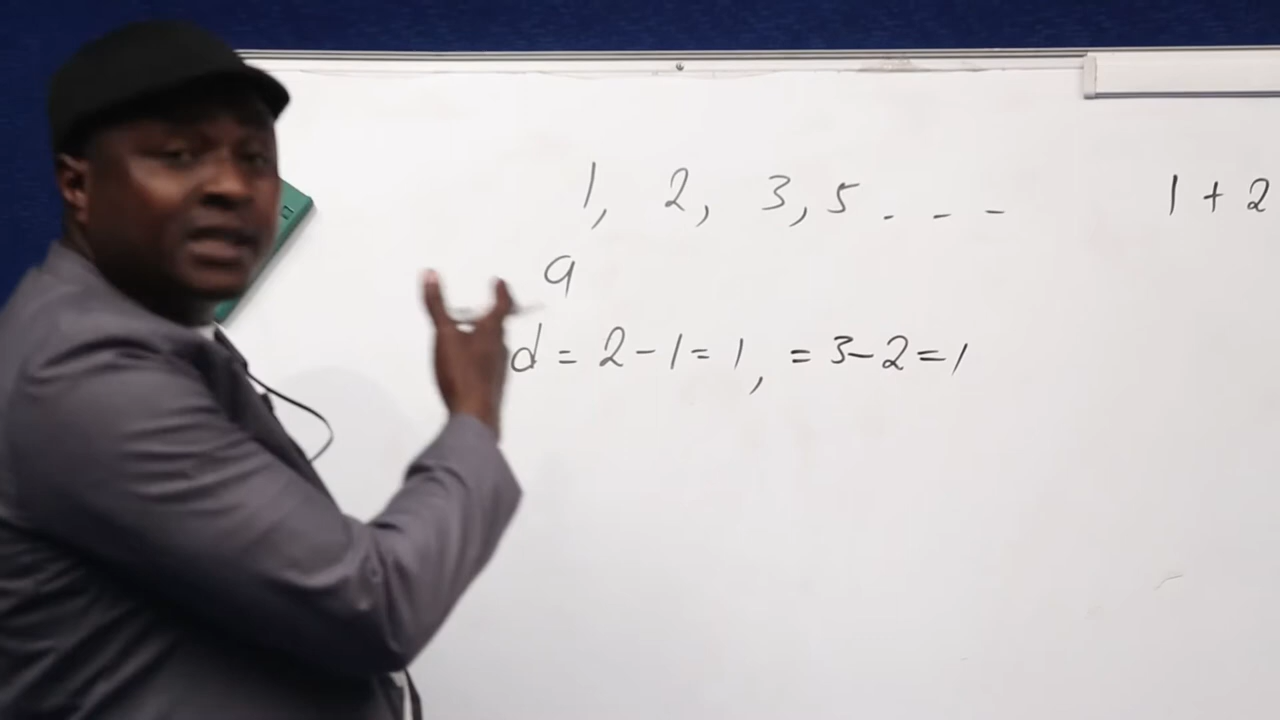 1, 2, 3, 5 . - -
1 + 2
a
d = 2 - 1 = 1, = 3 - 2 = 1